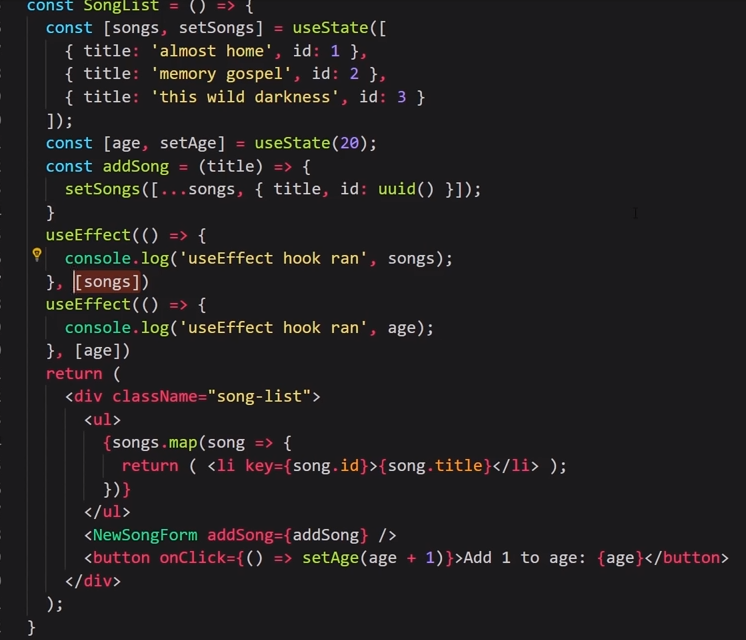 const SongList = () => {
const [songs, setSongs] = useState([
{ title: 'almost home', id: 1 },
{ title: 'memory gospel', id: 2 },
{ title: 'this wild darkness', id: 3 }
]);
const [age, setAge] = useState(20);
const addSong = (title) => {
setSongs([...songs, { title, id: uuid() }]);
}
useEffect(() => {
console.log('useEffect hook ran', songs);
}, [songs])
useEffect(() => {
console.log('useEffect hook ran', age);
}, [age])
return (
<div className="song-list">
<ul>
{songs.map(song => {
return ( <li key={song.id}>{song.title}</li> );
})}
</ul>
<NewSongForm addSong={addSong} />
<button onClick={() => setAge(age + 1)}>Add 1 to age: {age}</button>
</div>
);
}